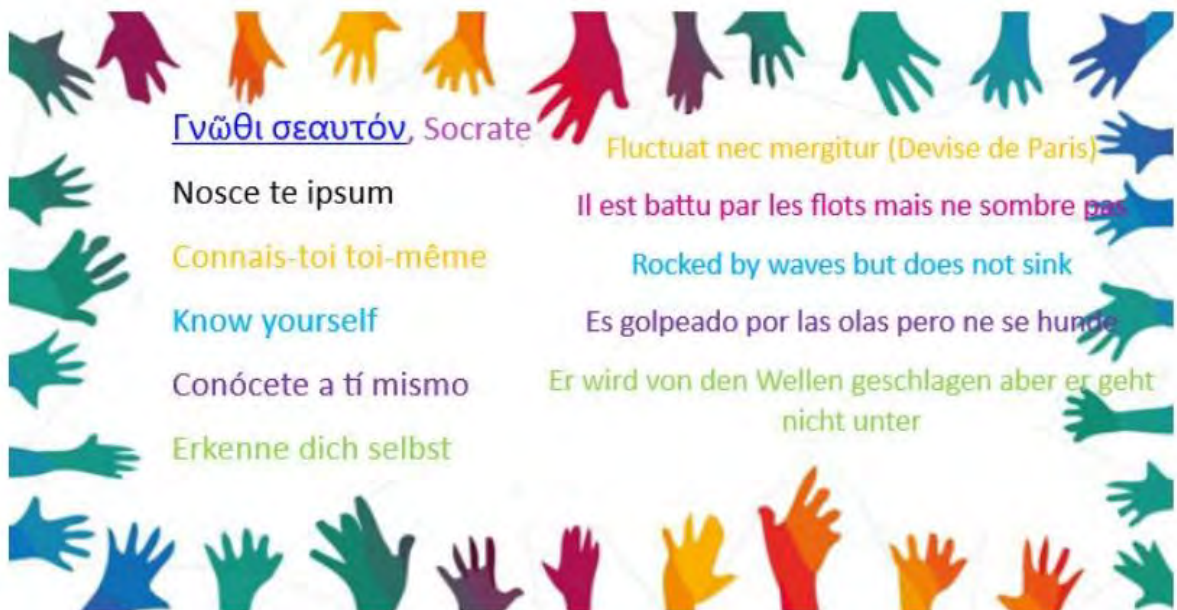 Γνῶθι σεαυτόν, Socrate
Nosce te ipsum
Connais-toi toi-même
Know yourself
Conócete a tí mismo
Erkenne dich selbst
Fluctuat nec mergitur (Devise de Paris)
Il est battu par les flots mais ne sombre pas
Rocked by waves but does not sink
Es golpeado por las olas pero ne se hunde
Er wird von den Wellen geschlagen aber er geht
nicht unter